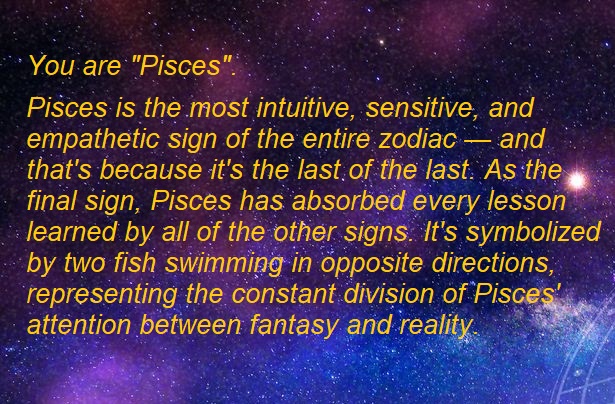 You are "Pisces".
Pisces is the most intuitive, sensitive, and
empathetic sign of the entire zodiac — and
that's because it's the last of the last. As the
final sign, Pisces has absorbed every lesson
learned by all of the other signs. It's symbolized
by two fish swimming in opposite directions,
representing the constant division of Pisces'
attention between fantasy and reality.